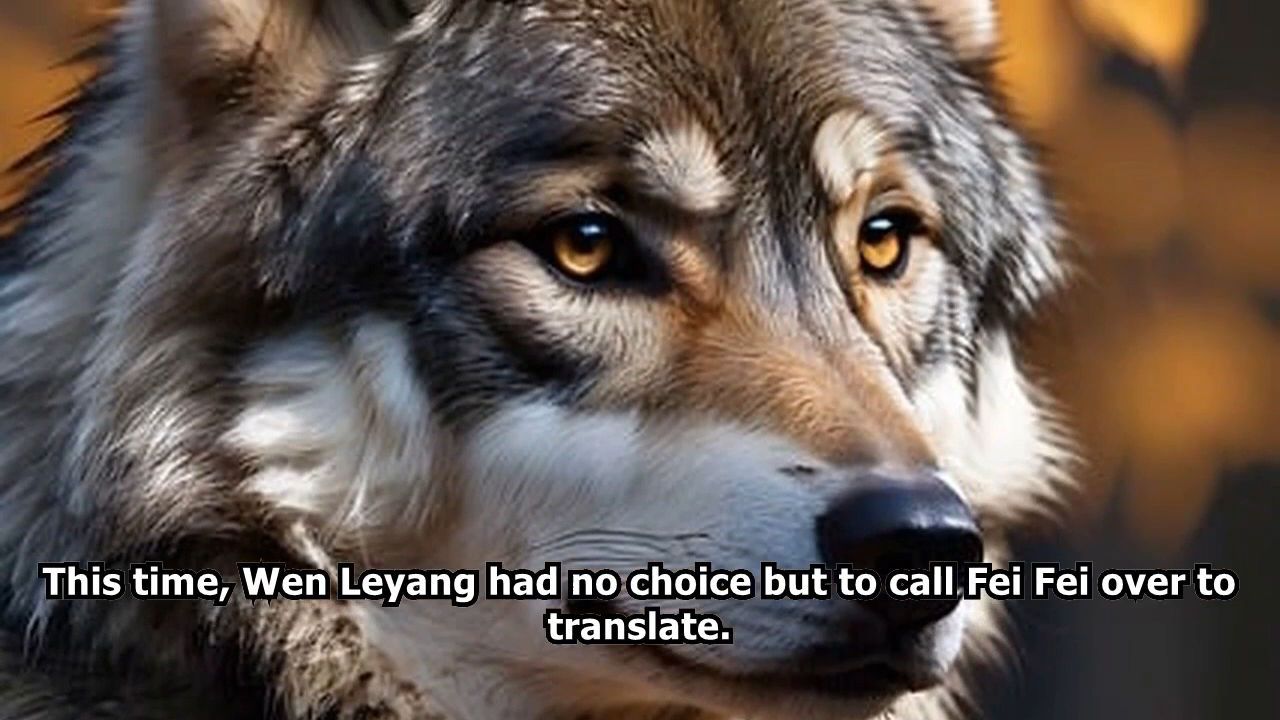 This time, Wen Leyang had no choice but to call Fei Fei over to
translate.